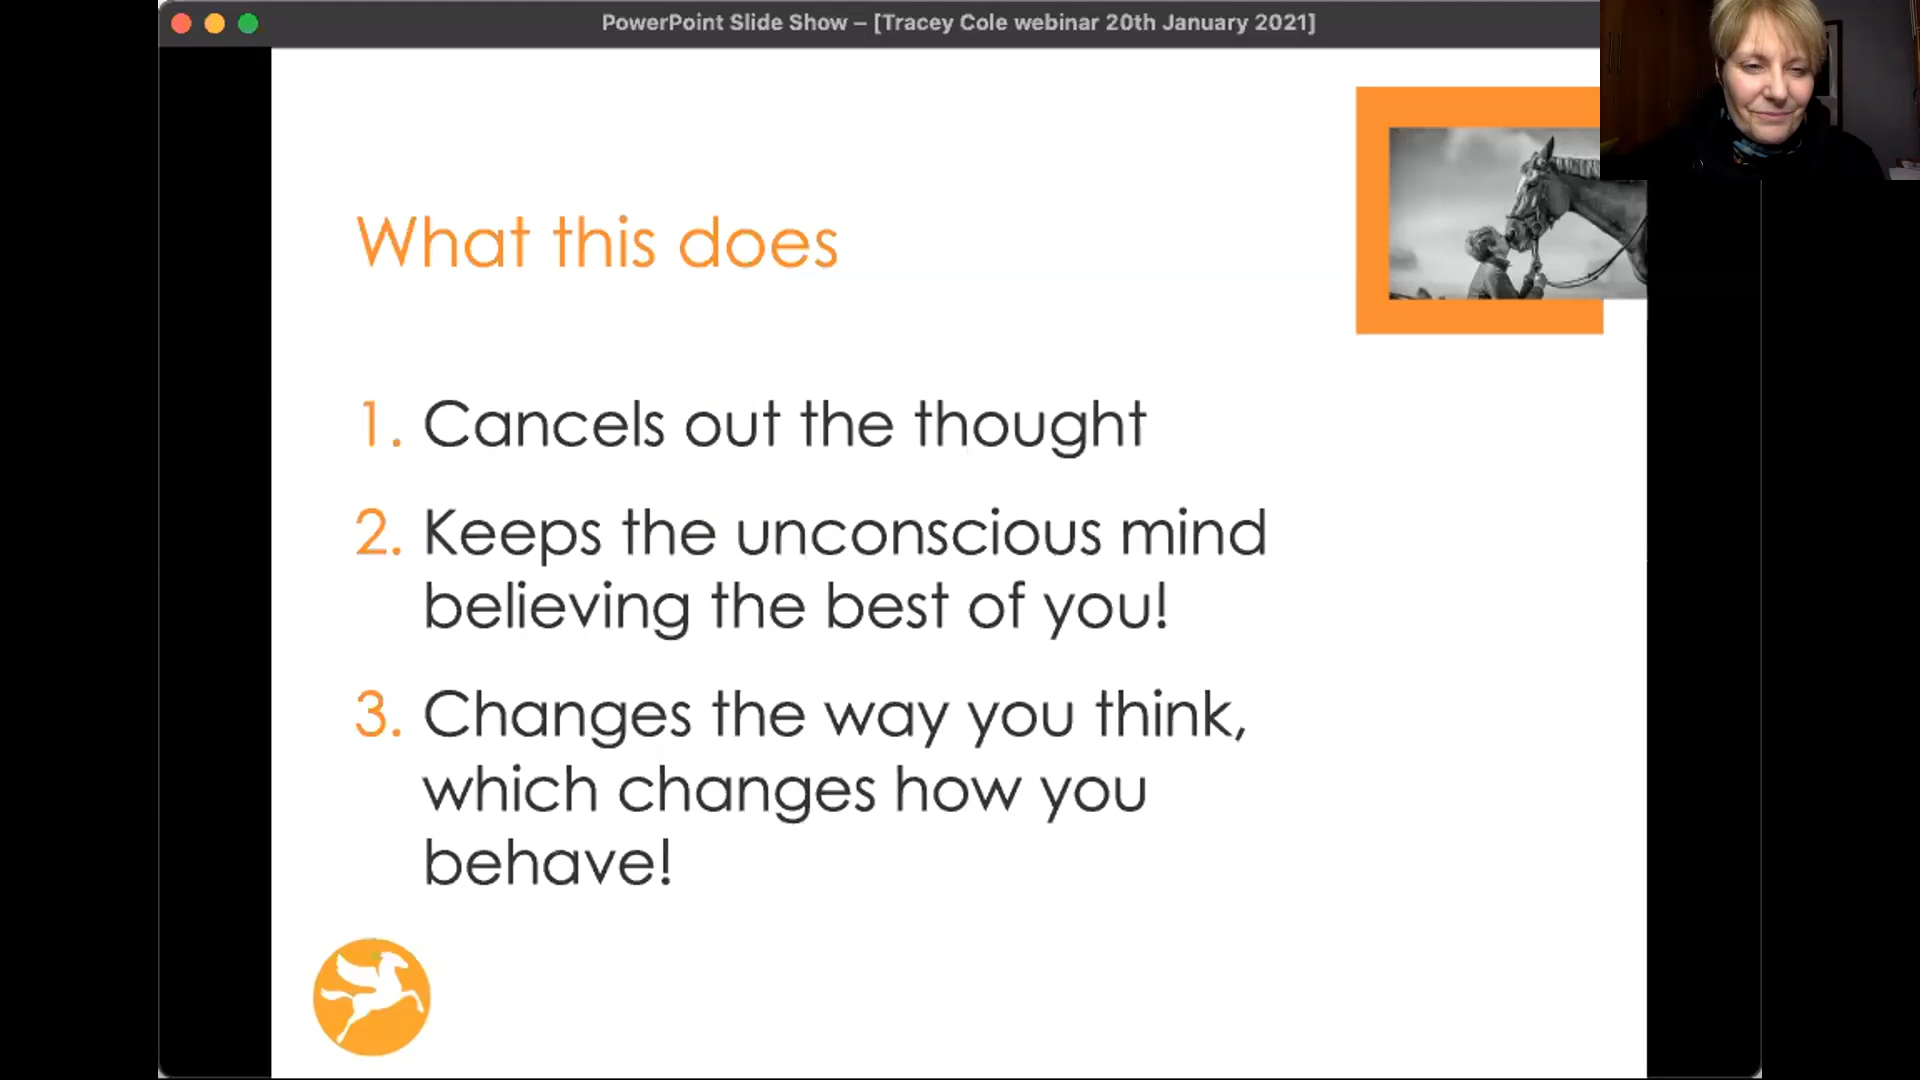 PowerPoint Slide Show – [Tracey Cole webinar 20th January 2021]
What this does
1. Cancels out the thought
2. Keeps the unconscious mind
believing the best of you!
3. Changes the way you think,
which changes how you
behave!